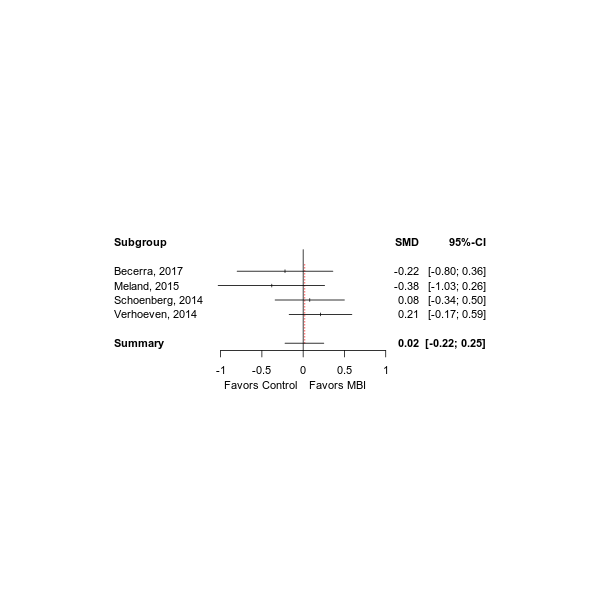 Subgroup SMD 95%-CI
Becerra, 2017 -0.22 [-0.80; 0.36]
Meland, 2015 -0.38 [-1.03; 0.26]
Schoenberg, 2014 0.08 [-0.34; 0.50]
Verhoeven, 2014 0.21 [-0.17; 0.59]
Summary 0.02 [-0.22; 0.25]
-1 -0.5 0 0.5 1
Favors Control Favors MBI